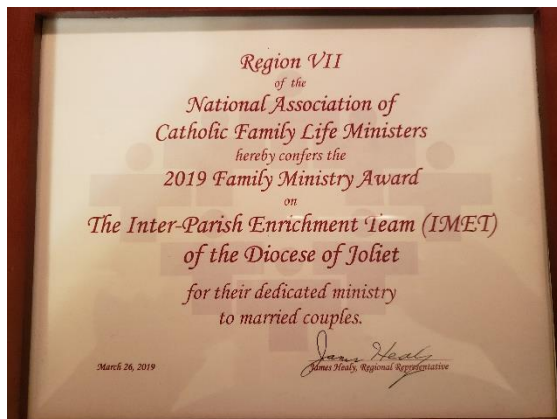 Region VII
of the
National Association of
Catholic Family Life Ministers
hereby confers the
2019 Family Ministry Award
on
The Inter-Parish Enrichment Team (IMET)
of the Diocese of Joliet
for their dedicated ministry
to married couples.
James Healy
March 26, 2019
James Healy, Regional Representative